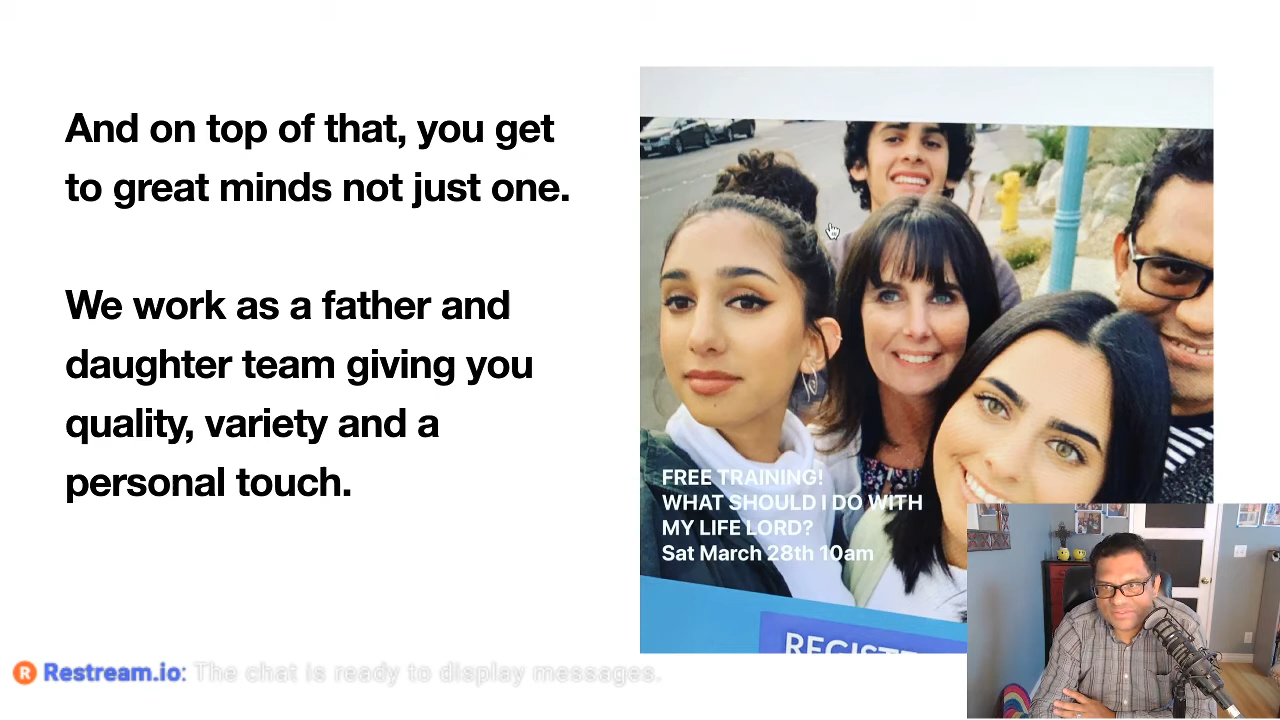 And on top of that, you get
to great minds not just one.
We work as a father and
daughter team giving you
quality, variety and a
personal touch.
FREE TRAINING!
WHAT SHOULD I DO WITH
MY LIFE LORD?
Sat March 28th 10am
Restream.io: The chat is ready to display messages.